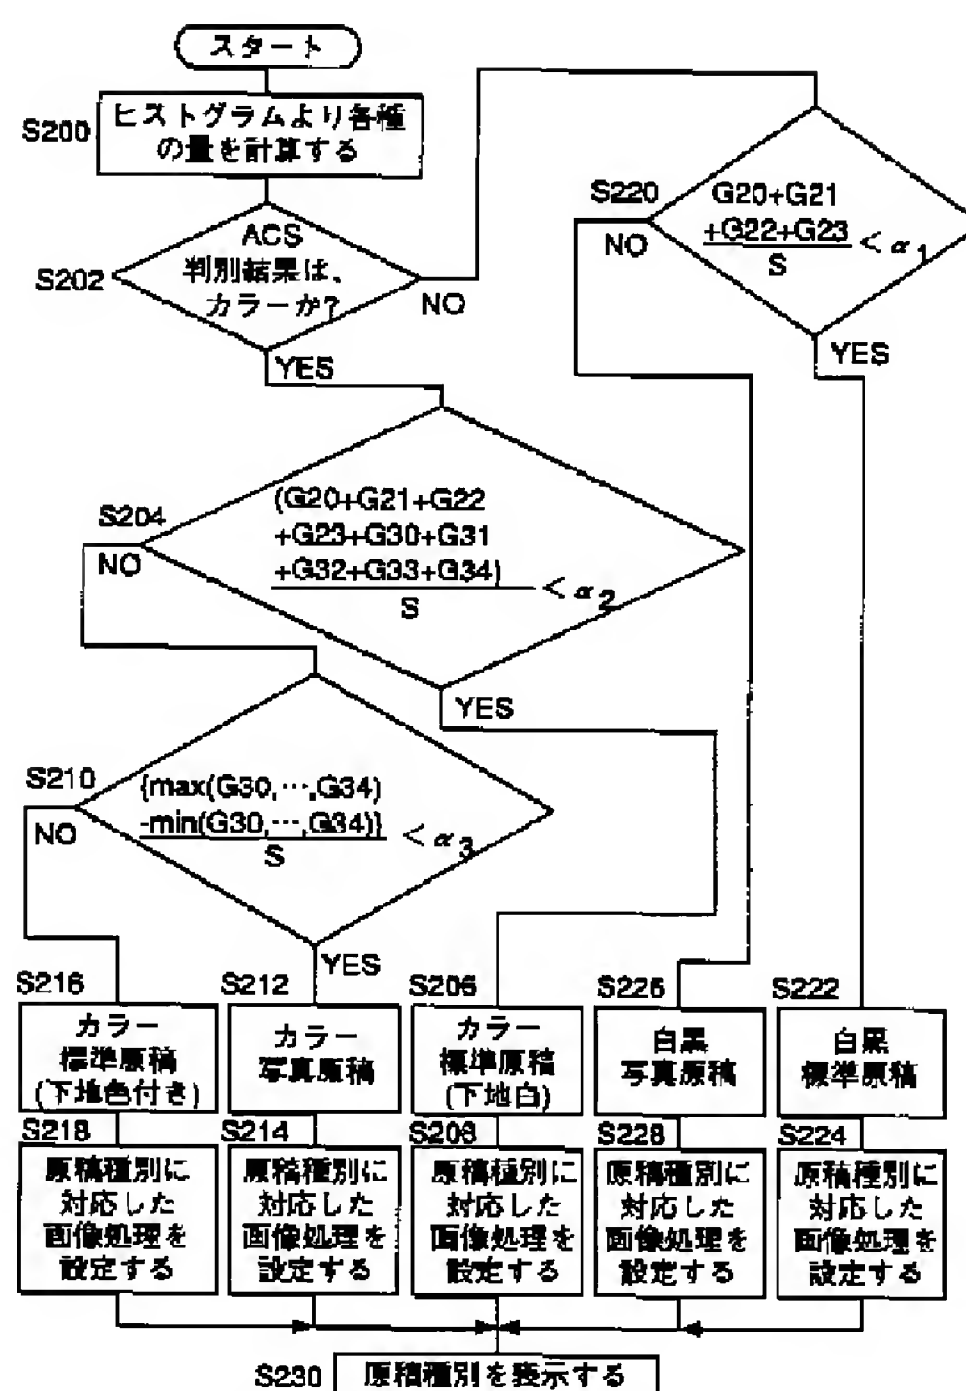 スタート
S200
ヒストグラムより各種
の量を計算する
S202
ACS
判別結果は、
カラーか?
NO
YES
S220
G20+G21
+G22+G23
S
< α1
NO
YES
S204
(G20+G21+G22
+G23+G30+G31
+G32+G33+G34)
S
< α2
NO
YES
S210
{max(G30,…,G34)
-min(G30,…,G34)}
S
< α3
NO
YES
S216
カラー
標準原稿
(下地色付き)
S212
カラー
写真原稿
S206
カラー
標準原稿
(下地白)
S226
白黒
写真原稿
S222
白黒
標準原稿
S218
原稿種別に
対応した
画像処理を
設定する
S214
原稿種別に
対応した
画像処理を
設定する
S208
原稿種別に
対応した
画像処理を
設定する
S228
原稿種別に
対応した
画像処理を
設定する
S224
原稿種別に
対応した
画像処理を
設定する
S230
原稿種別を表示する